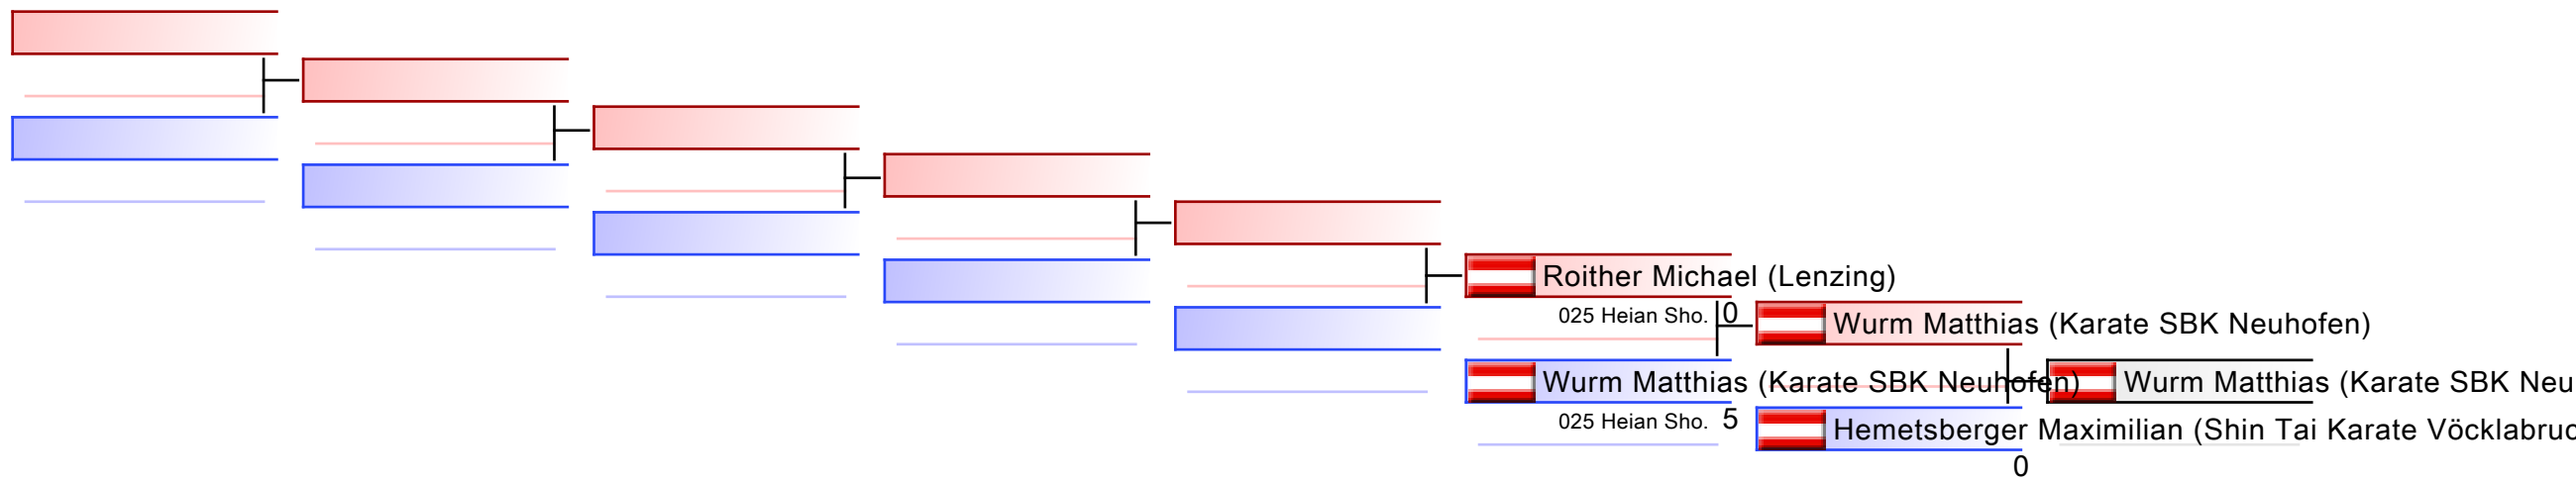 Roither Michael (Lenzing)
025 Heian Sho. 0
Wurm Matthias (Karate SBK Neuhofen)
Wurm Matthias (Karate SBK Neuhofen)
Wurm Matthias (Karate SBK Neu
025 Heian Sho. 5
Hemetsberger Maximilian (Shin Tai Karate Vöcklabruc
0